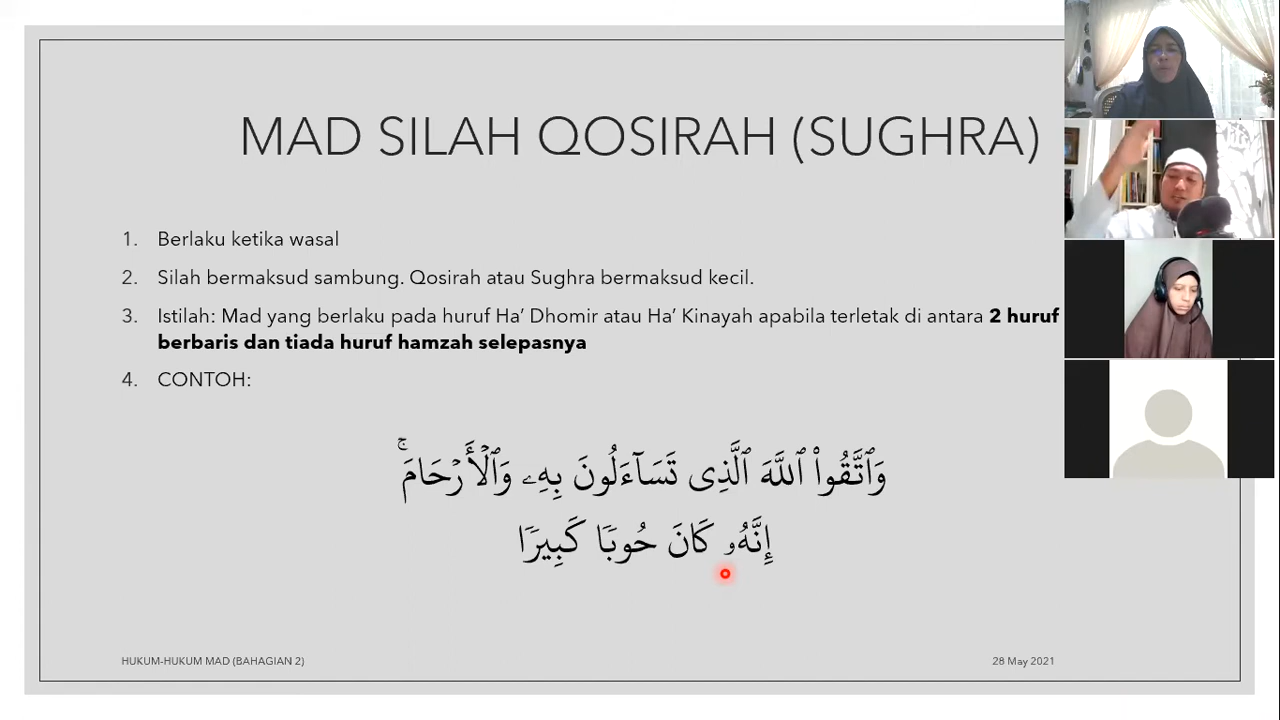 MAD SILAH QOSIRAH (SUGHRA)
1. Berlaku ketika wasal
2. Silah bermaksud sambung. Qosirah atau Sughra bermaksud kecil.
3. Istilah: Mad yang berlaku pada huruf Ha’ Dhomir atau Ha’ Kinayah apabila terletak di antara 2 huruf
berbaris dan tiada huruf hamzah selepasnya
4. CONTOH:
وَٱتَّقُوا۟ ٱللَّهَ ٱلَّذِى تَسَآءَلُونَ بِهِۦ وَٱلْأَرْحَامَ ۚ
إِنَّهُۥ كَانَ حُوبًا كَبِيرًا
HUKUM-HUKUM MAD (BAHAGIAN 2)
28 May 2021